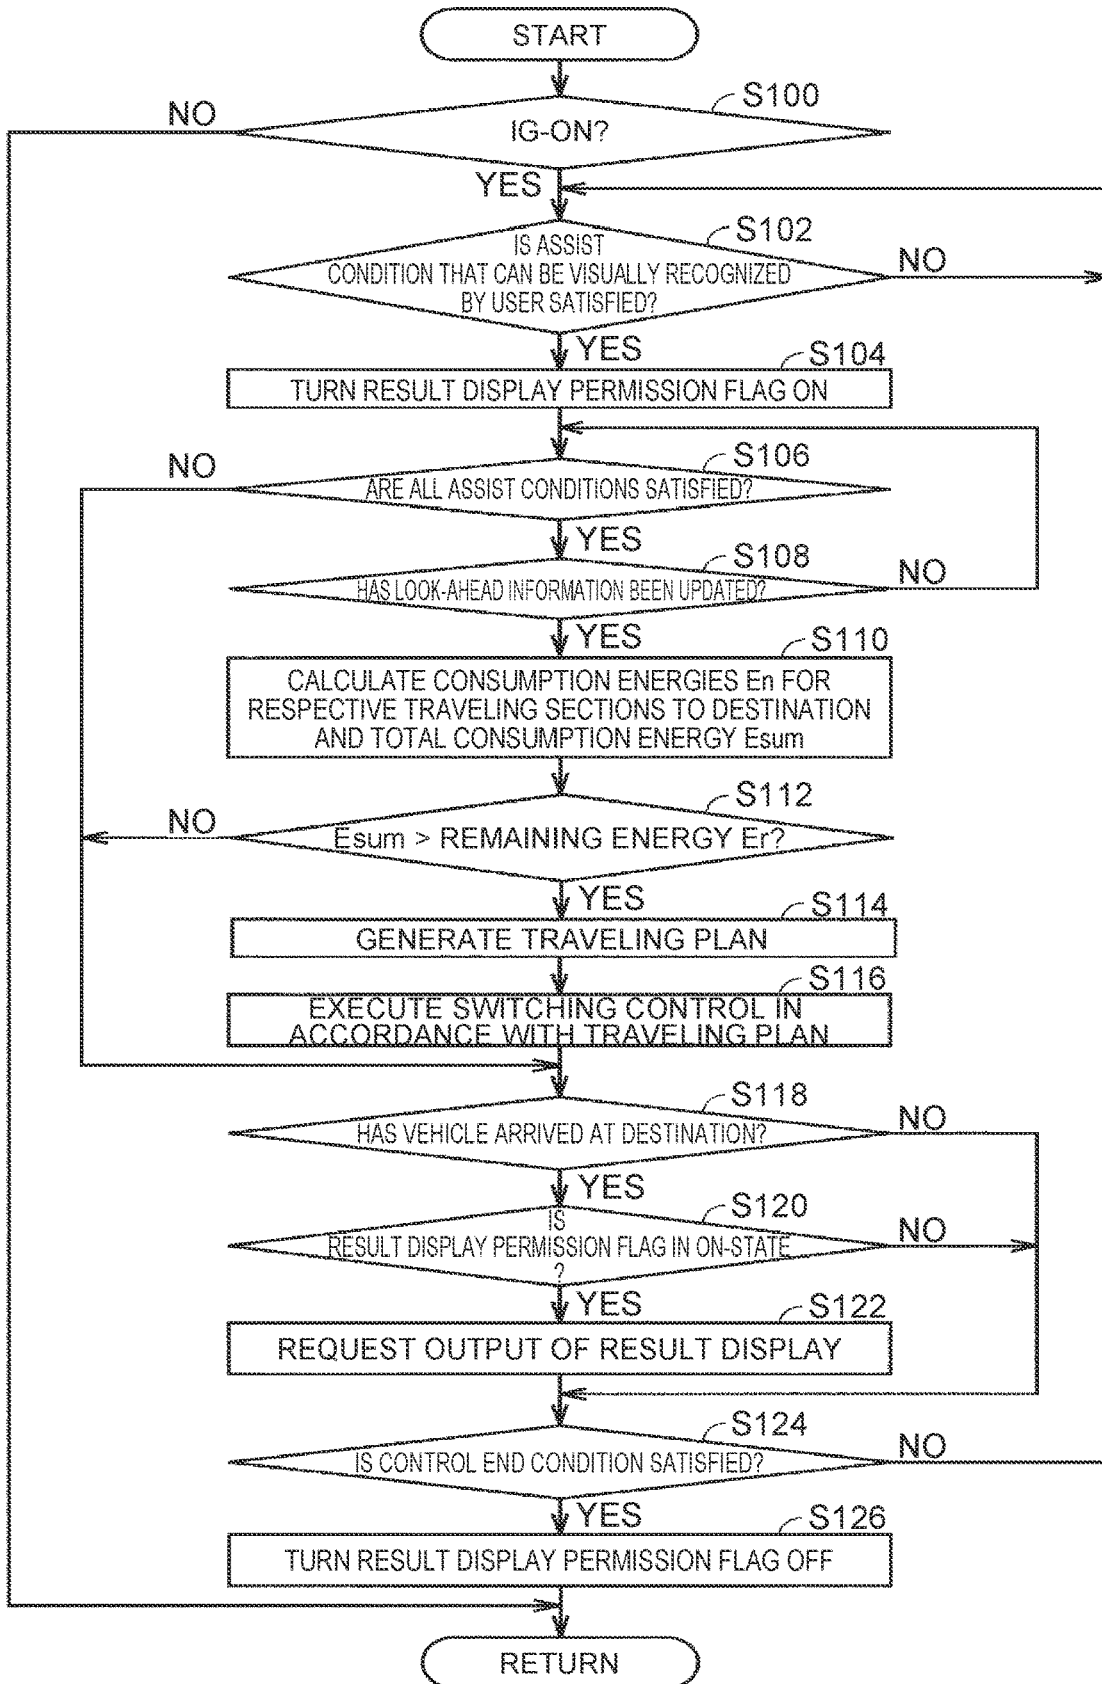 START
S100
NO
IG-ON?
YES
S102
IS ASSIST
CONDITION THAT CAN BE VISUALLY RECOGNIZED
BY USER SATISFIED?
NO
YES
S104
TURN RESULT DISPLAY PERMISSION FLAG ON
S106
NO
ARE ALL ASSIST CONDITIONS SATISFIED?
YES
S108
HAS LOOK-AHEAD INFORMATION BEEN UPDATED?
NO
YES
S110
CALCULATE CONSUMPTION ENERGIES En FOR
RESPECTIVE TRAVELING SECTIONS TO DESTINATION
AND TOTAL CONSUMPTION ENERGY Esum
S112
NO
Esum > REMAINING ENERGY Er?
YES
S114
GENERATE TRAVELING PLAN
S116
EXECUTE SWITCHING CONTROL IN
ACCORDANCE WITH TRAVELING PLAN
S118
HAS VEHICLE ARRIVED AT DESTINATION?
NO
YES
S120
IS
RESULT DISPLAY PERMISSION FLAG IN ON-STATE
?
NO
YES
S122
REQUEST OUTPUT OF RESULT DISPLAY
S124
IS CONTROL END CONDITION SATISFIED?
NO
YES
S126
TURN RESULT DISPLAY PERMISSION FLAG OFF
RETURN